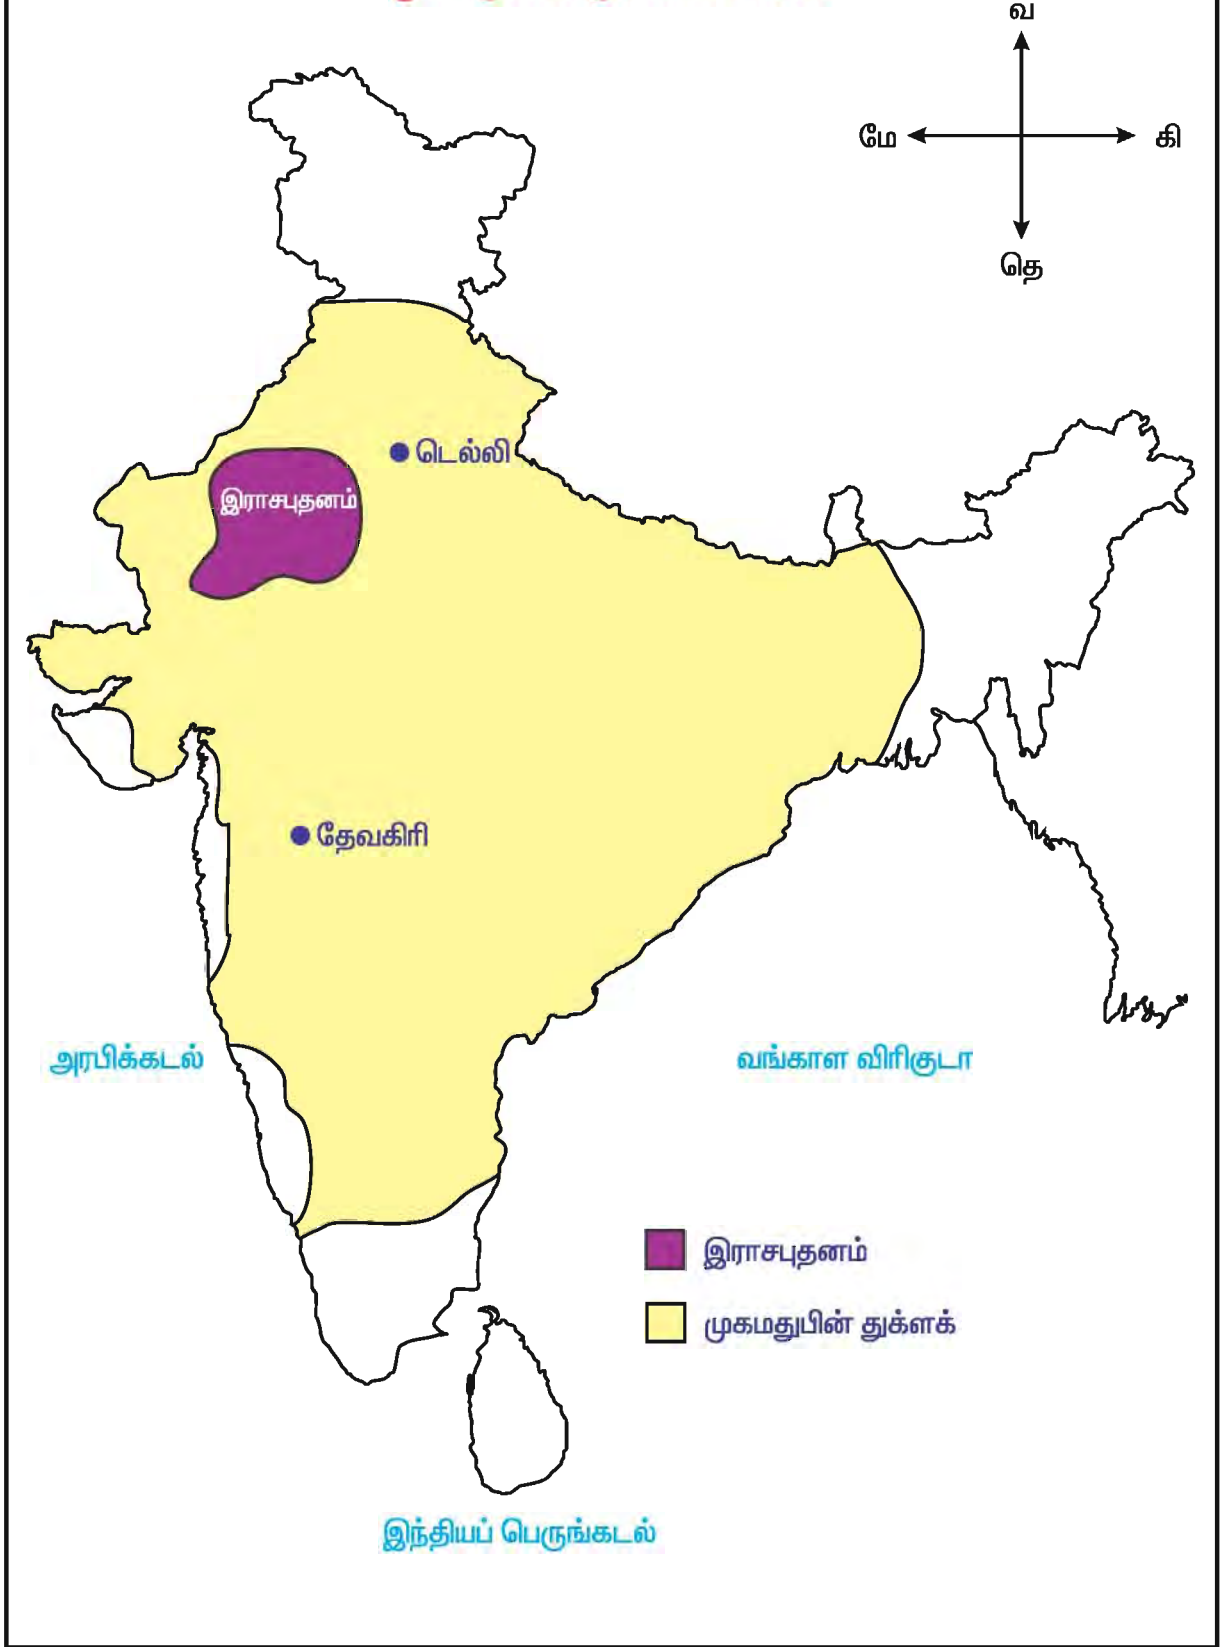 வ
மே
கி
தெ
டெல்லி
இராசபுதனம்
தேவகிரி
அரபிக்கடல்
வங்காள விரிகுடா
இராசபுதனம்
முகமதுபின் துக்ளக்
இந்தியப் பெருங்கடல்